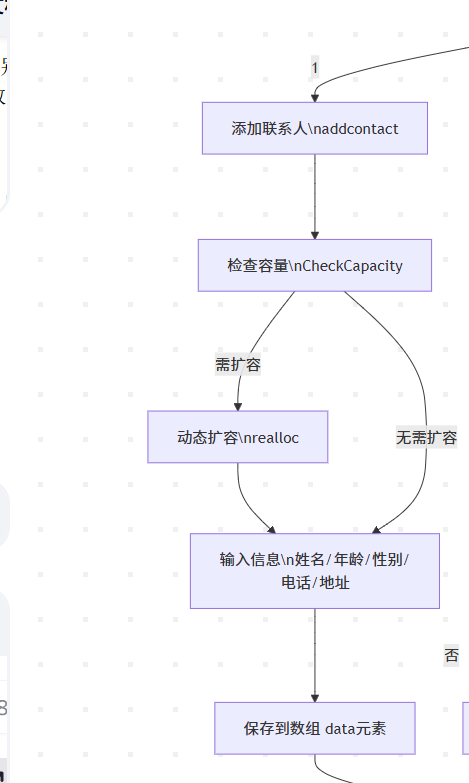 1
添加联系人\naddcontact
检查容量\nCheckCapacity
需扩容
动态扩容\nrealloc
无需扩容
输入信息\n姓名/年龄/性别/
电话/地址
否
保存到数组 data元素
8